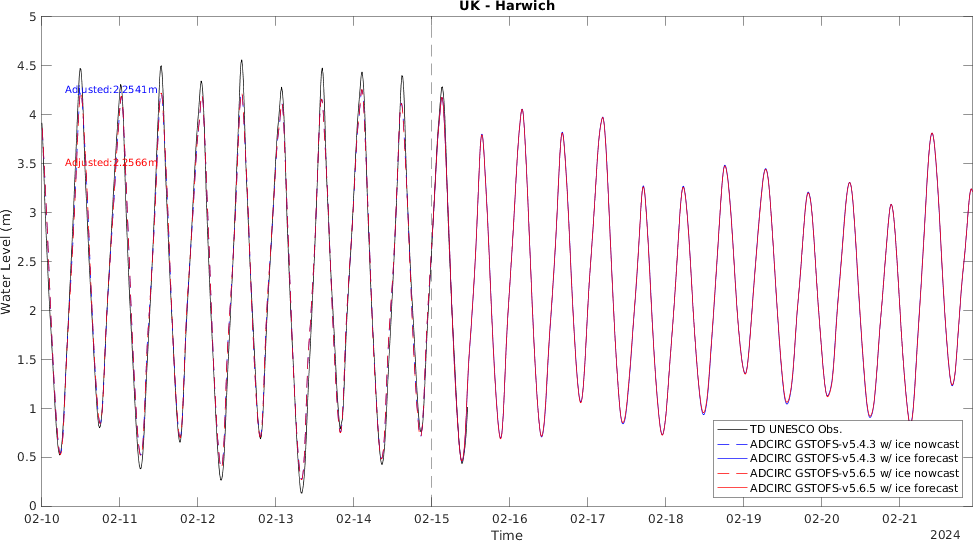 UK - Harwich
5
4.5
4
3.5
3
2.5
2
1.5
1
0.5
0
Water Level (m)
Adjusted:2.2541m
Adjusted:2.2566m
TD UNESCO Obs.
ADCIRC GSTOFS-v5.4.3 w/ ice nowcast
ADCIRC GSTOFS-v5.4.3 w/ ice forecast
ADCIRC GSTOFS-v5.6.5 w/ ice nowcast
ADCIRC GSTOFS-v5.6.5 w/ ice forecast
02-10 02-11 02-12 02-13 02-14 02-15 02-16 02-17 02-18 02-19 02-20 02-21
Time
2024